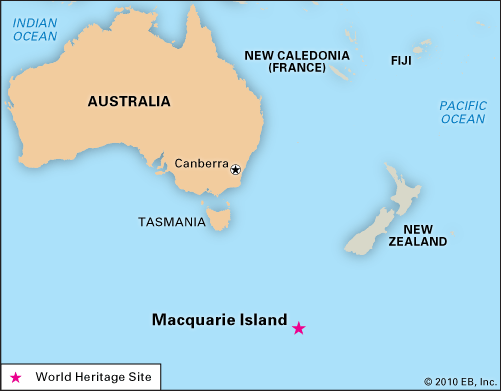 INDIAN
OCEAN
NEW CALEDONIA
(FRANCE)
FIJI
AUSTRALIA
PACIFIC
OCEAN
Canberra
TASMANIA
NEW
ZEALAND
Macquarie Island
World Heritage Site
© 2010 EB, Inc.